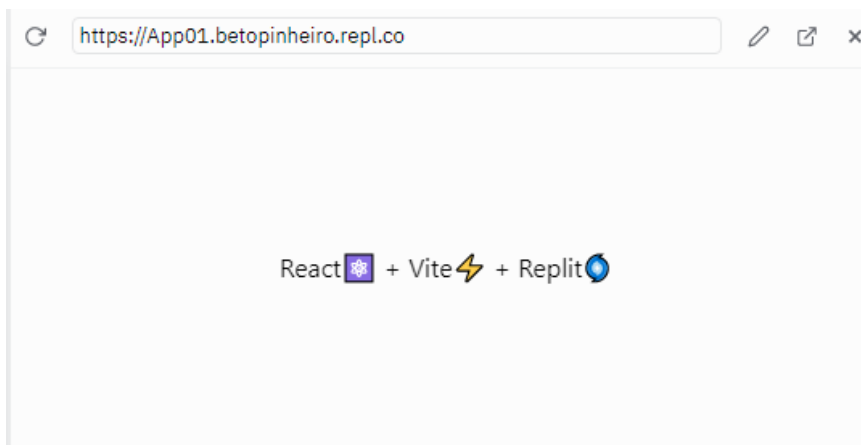 https://App01.betopinheiro.repl.co
React⚛️ + Vite⚡ + Replit🌀